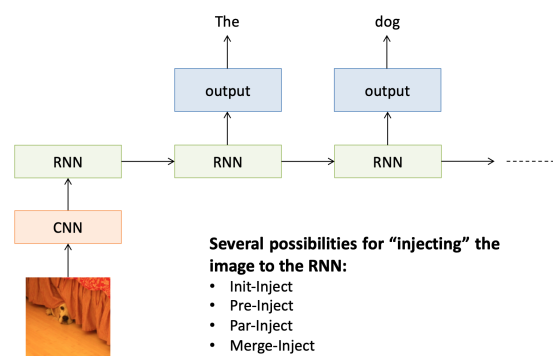 The
dog
output
output
RNN
RNN
RNN
CNN
Several possibilities for “injecting” the
image to the RNN:
• Init-Inject
• Pre-Inject
• Par-Inject
• Merge-Inject